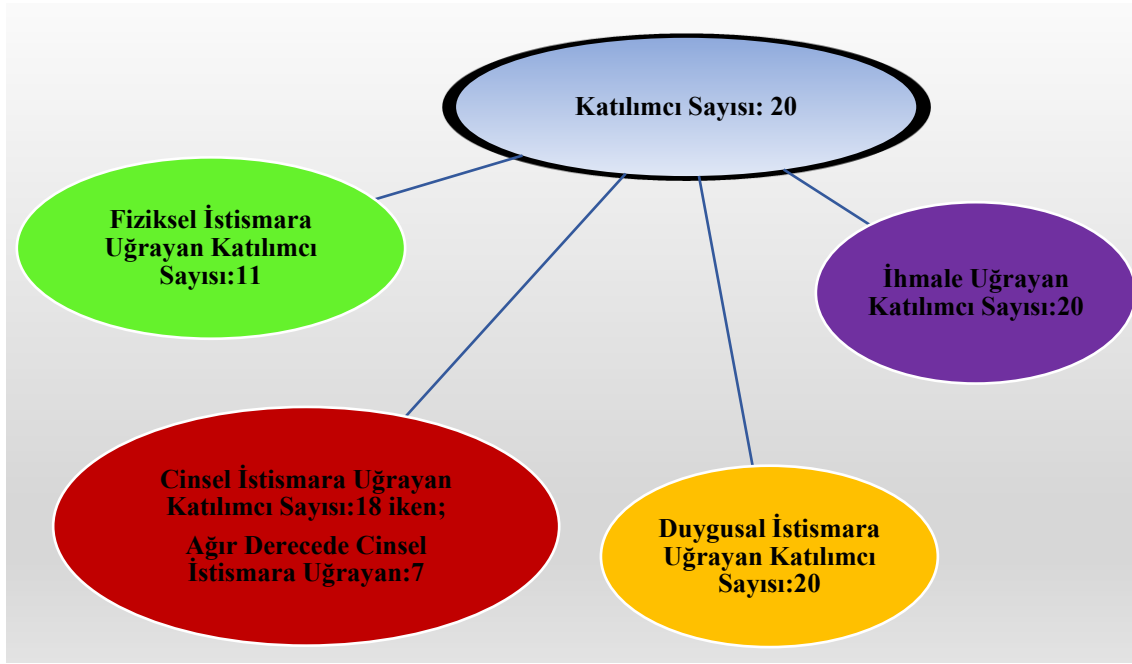 Katılımcı Sayısı: 20
Fiziksel İstismara
Uğrayan Katılımcı
Sayısı:11
İhmale Uğrayan
Katılımcı Sayısı:20
Cinsel İstismara Uğrayan
Katılımcı Sayısı:18 iken;
Ağır Derecede Cinsel
İstismara Uğrayan:7
Duygusal İstismara
Uğrayan Katılımcı
Sayısı:20